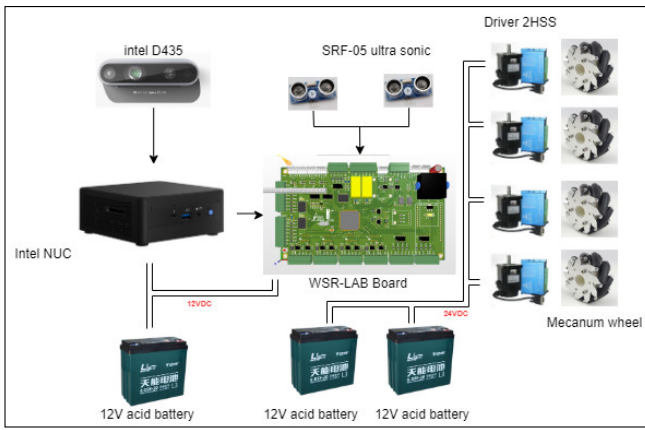 Driver 2HSS
intel D435
SRF-05 ultra sonic
Intel NUC
WSR-LAB Board
12VDC
24VDC
Mecanum wheel
天能电池
天能电池
天能电池
12V acid battery
12V acid battery
12V acid battery